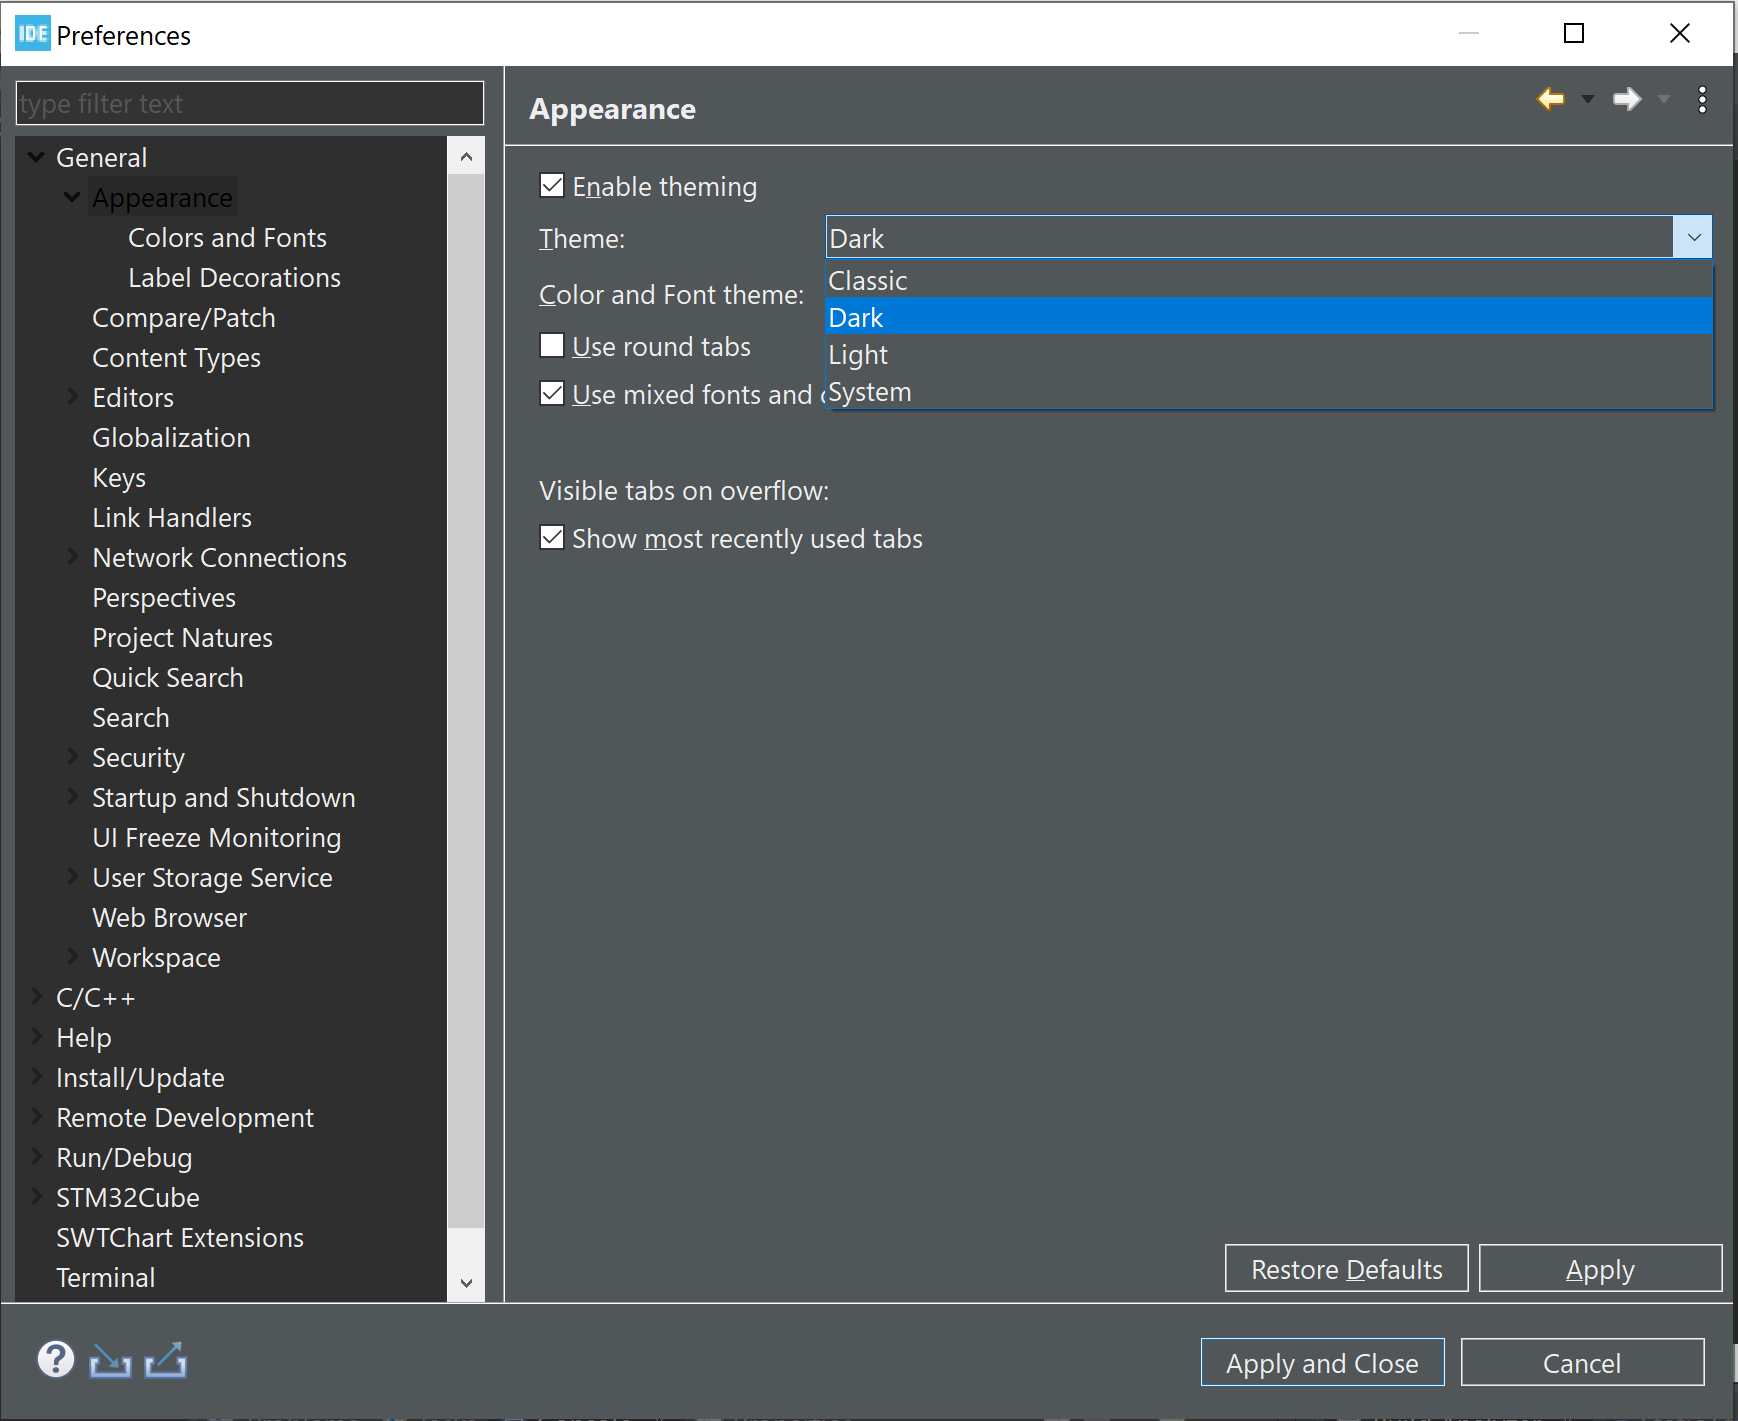 IDE Preferences
type filter text
General
Appearance
Colors and Fonts
Label Decorations
Compare/Patch
Content Types
Editors
Globalization
Keys
Link Handlers
Network Connections
Perspectives
Project Natures
Quick Search
Search
Security
Startup and Shutdown
UI Freeze Monitoring
User Storage Service
Web Browser
Workspace
C/C++
Help
Install/Update
Remote Development
Run/Debug
STM32Cube
SWTChart Extensions
Terminal
Appearance
Enable theming
Theme: Dark
Classic
Color and Font theme:
Dark
Use round tabs
Light
Use mixed fonts and
System
Visible tabs on overflow:
Show most recently used tabs
Restore Defaults Apply
Apply and Close Cancel